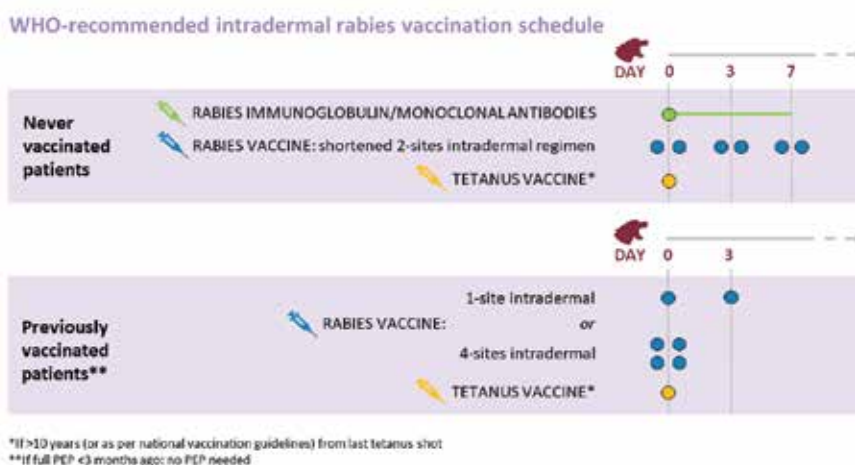 WHO-recommended intradermal rabies vaccination schedule
DAY 0 3 7
Never vaccinated patients
RABIES IMMUNOGLOBULIN/MONOCLONAL ANTIBODIES
RABIES VACCINE: shortened 2-sites intradermal regimen
TETANUS VACCINE*
DAY 0 3
Previously vaccinated patients**
1-site intradermal
RABIES VACCINE: or
4-sites intradermal
TETANUS VACCINE*
*If >10 years (or as per national vaccination guidelines) from last tetanus shot
**If full PEP <3 months ago: no PEP needed